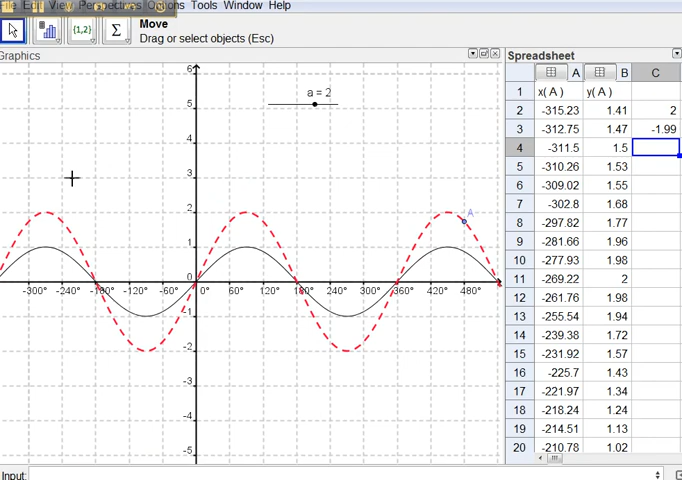 File Edit View Perspectives Options Tools Window Help
{1,2} Σ Move
Drag or select objects (Esc)
Graphics
Spreadsheet
a = 2
6
5
4
3
2
1
0
-1
-2
-3
-4
-5
-300° -240° -180° -120° -60° 0° 60° 120° 180° 240° 300° 360° 420° 480°
A
A B C
1 x( A ) y( A )
2 -315.23 1.41 2
3 -312.75 1.47 -1.99
4 -311.5 1.5
5 -310.26 1.53
6 -309.02 1.55
7 -302.8 1.68
8 -297.82 1.77
9 -281.66 1.96
10 -277.93 1.98
11 -269.22 2
12 -261.76 1.98
13 -255.54 1.94
14 -239.38 1.72
15 -231.92 1.57
16 -225.7 1.43
17 -221.97 1.34
18 -218.24 1.24
19 -214.51 1.13
20 -210.78 1.02
Input: